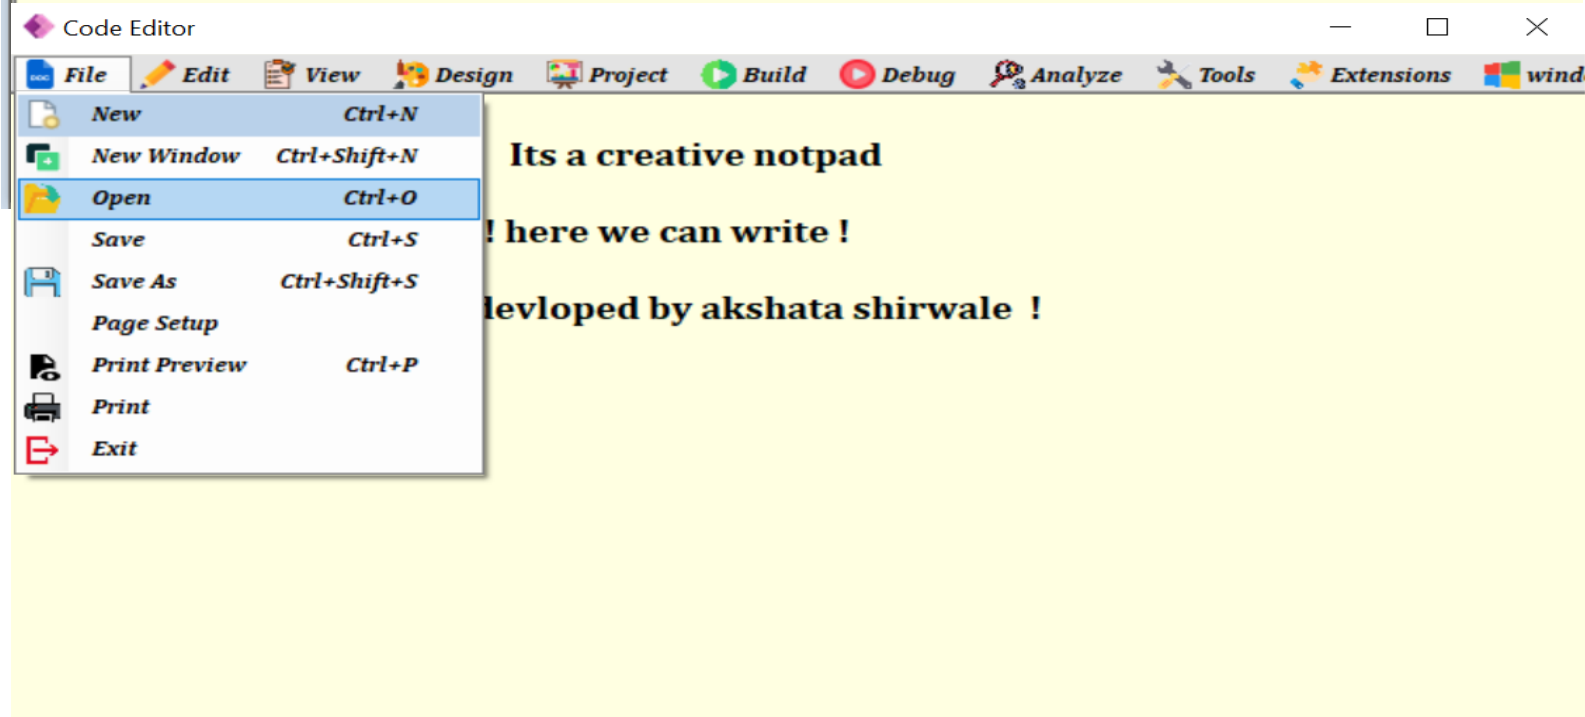 Code Editor
File Edit View Design Project Build Debug Analyze Tools Extensions
New Ctrl+N
New Window Ctrl+Shift+N
Open Ctrl+O
Save Ctrl+S
Save As Ctrl+Shift+S
Page Setup
Print Preview Ctrl+P
Print
Exit
Its a creative notpad
! here we can write !
by akshata shirwale !